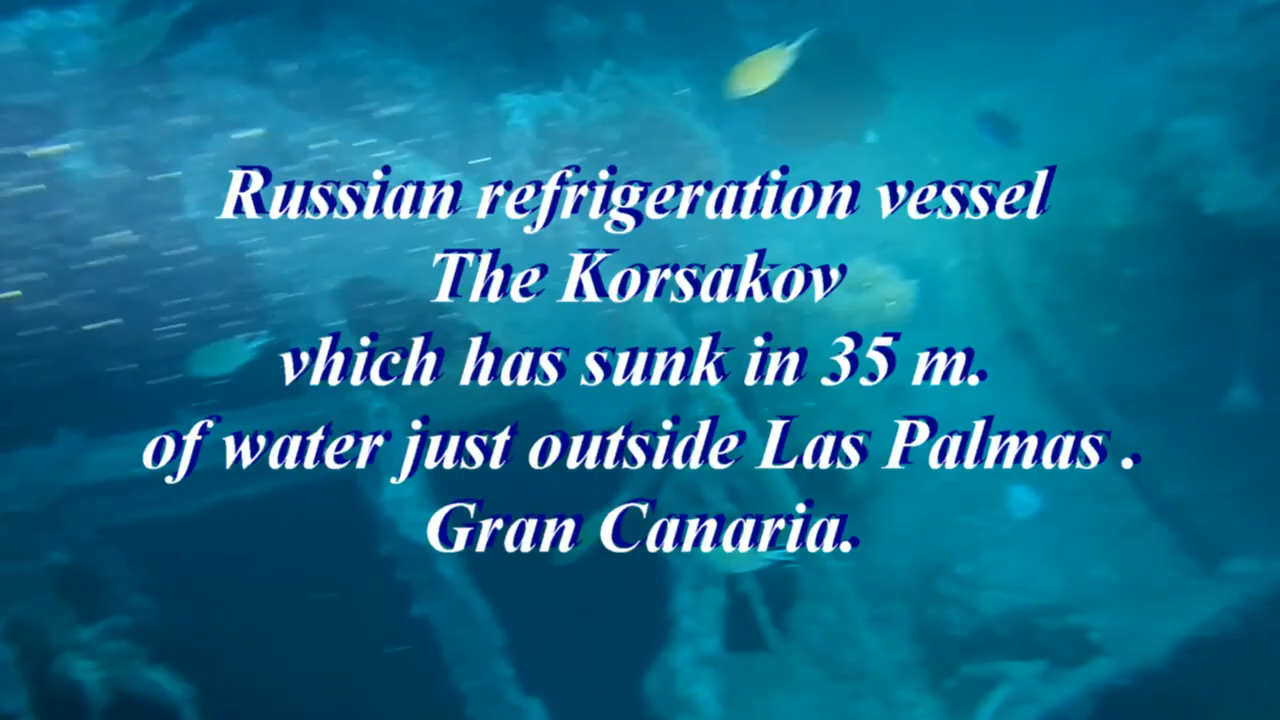 Russian refrigeration vessel
The Korsakov
vhich has sunk in 35 m.
of water just outside Las Palmas .
Gran Canaria.